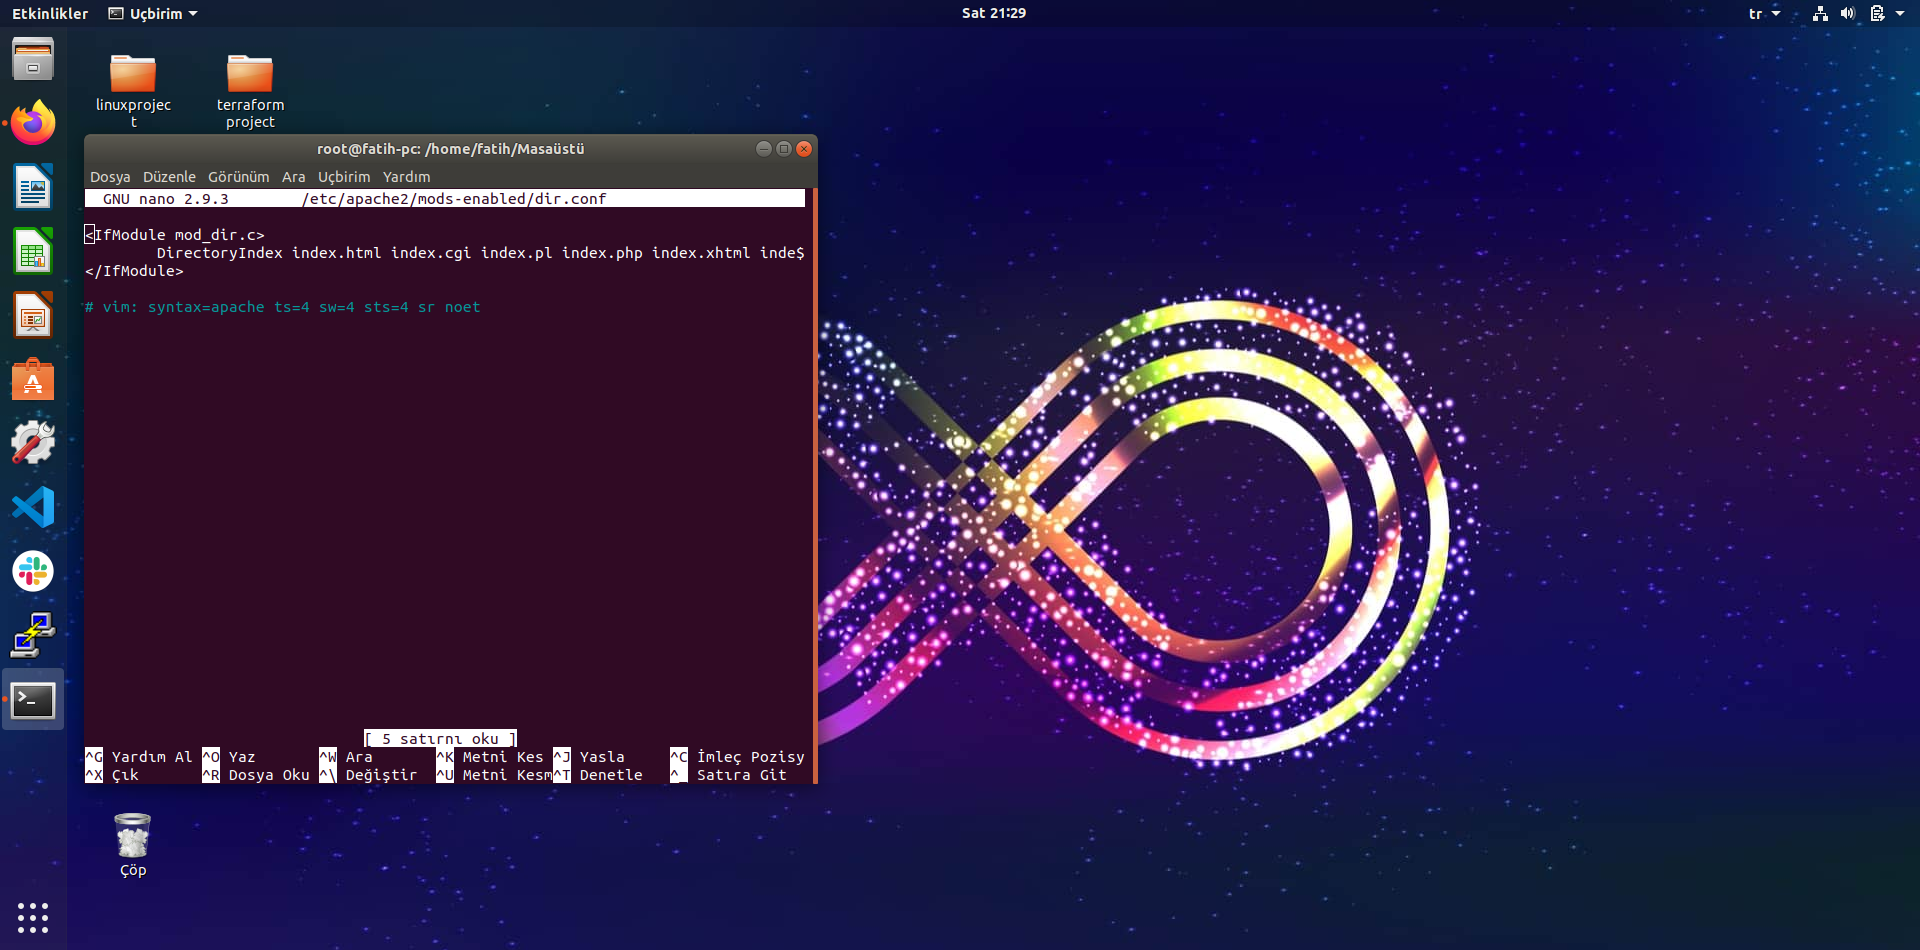 Etkinlikler
Uçbirim
Sat 21:29
tr
linuxprojec
t
terraform
project
root@fatih-pc: /home/fatih/Masaüstü
Dosya Düzenle Görünüm Ara Uçbirim Yardım
GNU nano 2.9.3 /etc/apache2/mods-enabled/dir.conf
<IfModule mod_dir.c>
DirectoryIndex index.html index.cgi index.pl index.php index.xhtml inde$
</IfModule>
# vim: syntax=apache ts=4 sw=4 sts=4 sr noet
[ 5 satırnı oku ]
^G Yardım Al ^O Yaz ^W Ara ^K Metni Kes ^J Yasla ^C İmleç Pozisy
^X Çık ^R Dosya Oku ^\ Değiştir ^U Metni Kesm^T Denetle ^_ Satıra Git
Çöp